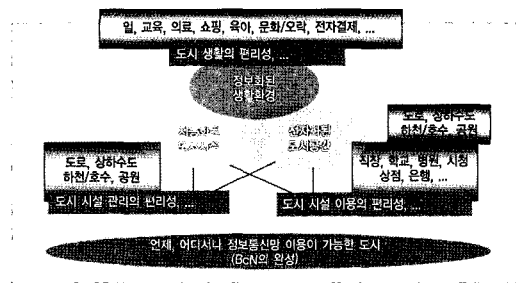 일, 교육, 의료, 쇼핑, 육아, 문화/오락, 전자결제, ...
도시 생활의 편리성, ...
정보화된
생활환경
도시공간
도로, 상하수도
하천/호수, 공원
도로, 상하수도
하천/호수, 공원
직장, 학교, 병원, 시청
상점, 은행, ...
도시 시설 관리의 편리성, ...
도시 시설 이용의 편리성, ...
언제, 어디서나 정보통신망 이용이 가능한 도시
(BcN의 완성)